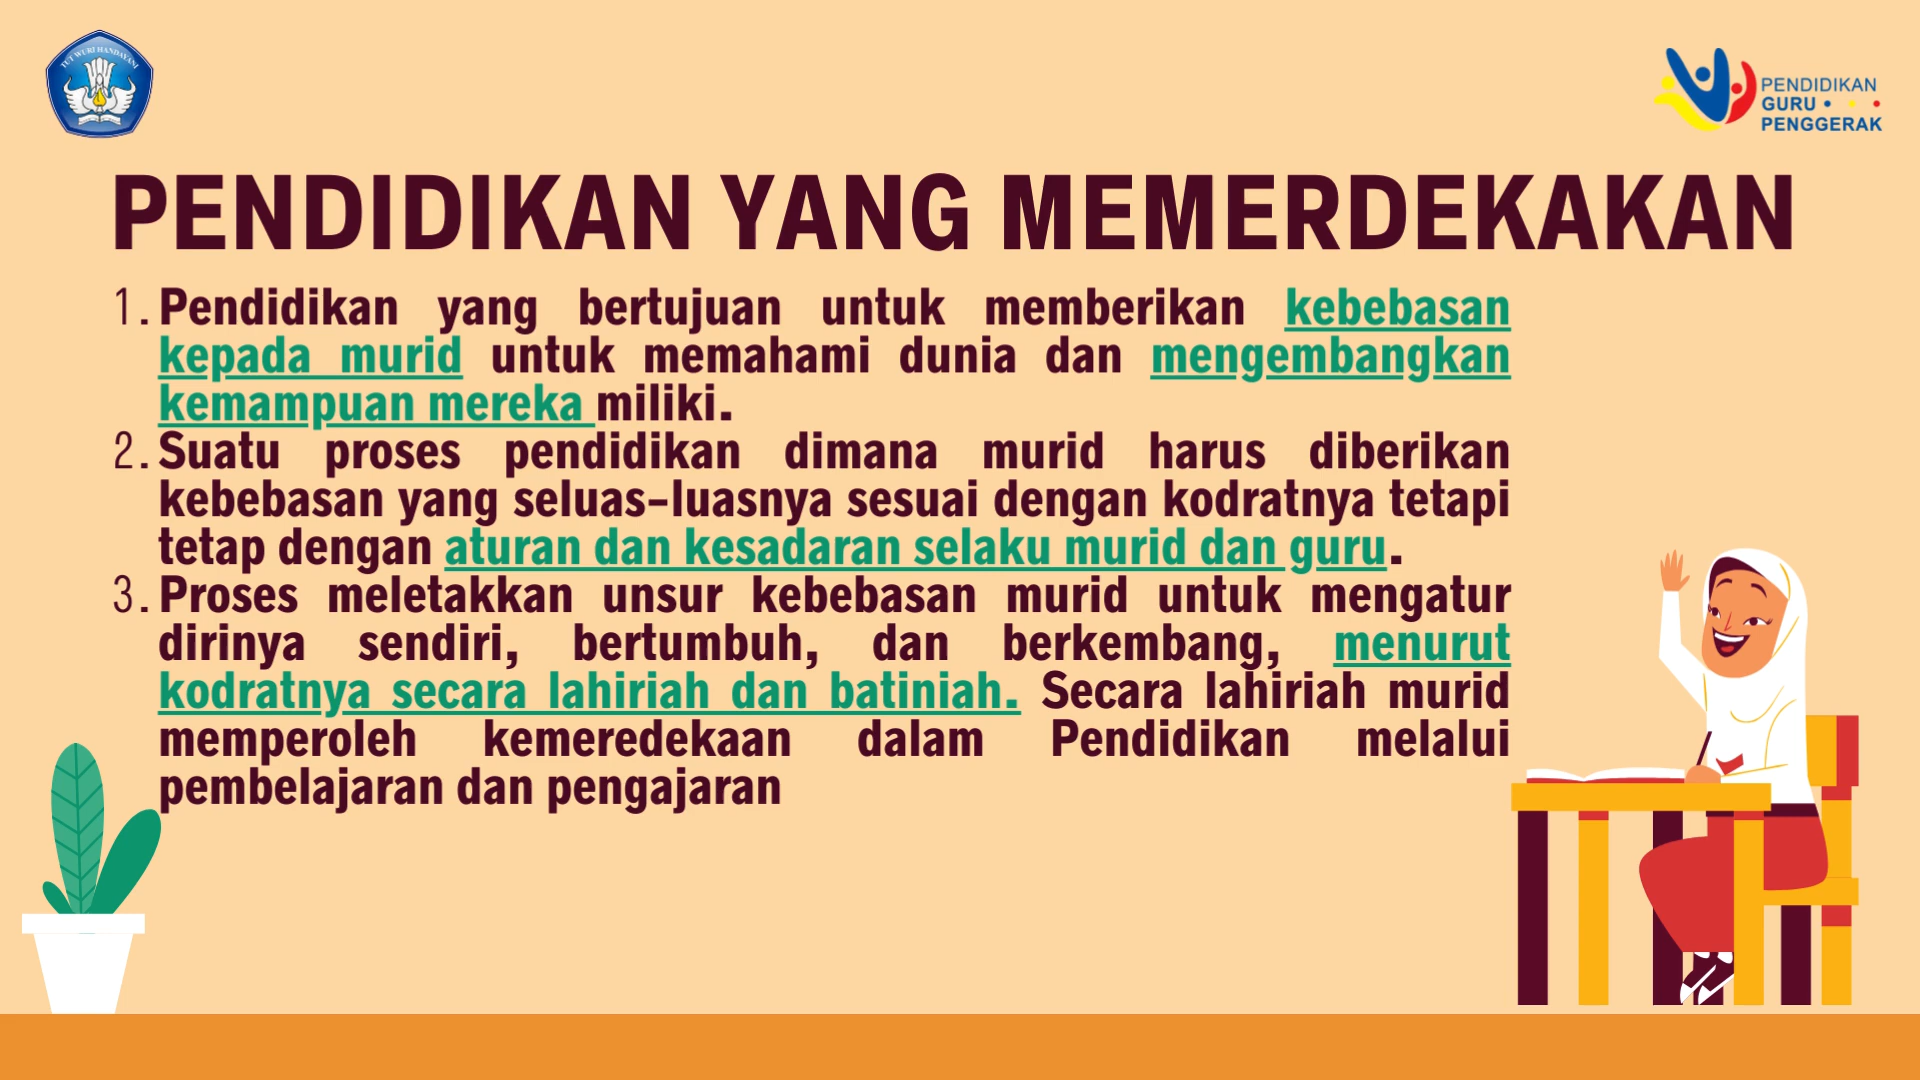 TUT WURI HANDAYANI
PENDIDIKAN
GURU
PENGGERAK
PENDIDIKAN YANG MEMERDEKAKAN
1. Pendidikan yang bertujuan untuk memberikan kebebasan
kepada murid untuk memahami dunia dan mengembangkan
kemampuan mereka miliki.
2. Suatu proses pendidikan dimana murid harus diberikan
kebebasan yang seluas-luasnya sesuai dengan kodratnya tetapi
tetap dengan aturan dan kesadaran selaku murid dan guru.
3. Proses meletakkan unsur kebebasan murid untuk mengatur
dirinya sendiri, bertumbuh, dan berkembang, menurut
kodratnya secara lahiriah dan batiniah. Secara lahiriah murid
memperoleh kemeredekaan dalam Pendidikan melalui
pembelajaran dan pengajaran